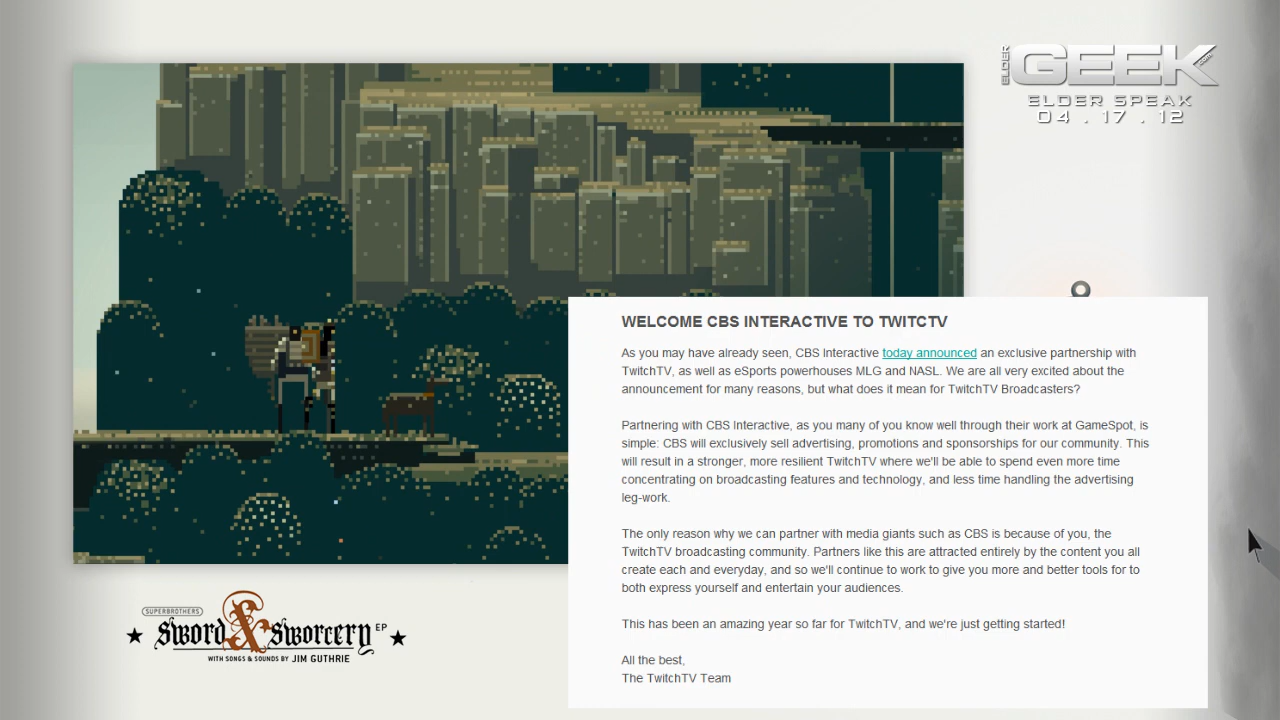 ELDER
GEEK
.com
ELDER SPEAK
04.17.12
WELCOME CBS INTERACTIVE TO TWITCTV
As you may have already seen, CBS Interactive today announced an exclusive partnership with
TwitchTV, as well as eSports powerhouses MLG and NASL. We are all very excited about the
announcement for many reasons, but what does it mean for TwitchTV Broadcasters?
Partnering with CBS Interactive, as you many of you know well through their work at GameSpot, is
simple: CBS will exclusively sell advertising, promotions and sponsorships for our community. This
will result in a stronger, more resilient TwitchTV where we'll be able to spend even more time
concentrating on broadcasting features and technology, and less time handling the advertising
leg-work.
The only reason why we can partner with media giants such as CBS is because of you, the
TwitchTV broadcasting community. Partners like this are attracted entirely by the content you all
create each and everyday, and so we'll continue to work to give you more and better tools for to
both express yourself and entertain your audiences.
This has been an amazing year so far for TwitchTV, and we're just getting started!
All the best,
The TwitchTV Team
SUPERBROTHERS
Sword & Sworcery EP
WITH SONGS & SOUNDS BY JIM GUTHRIE